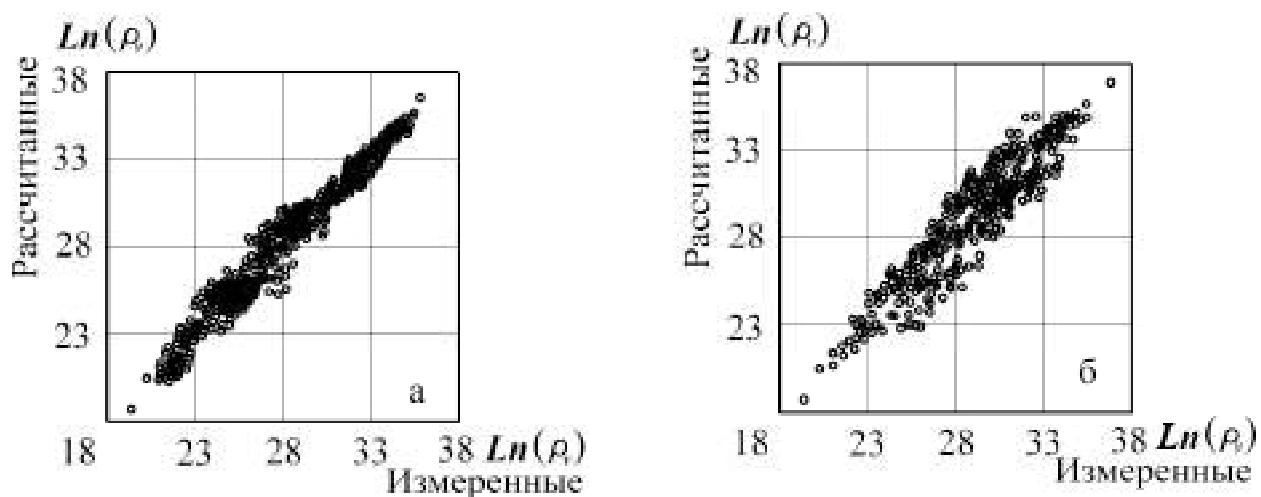 Ln(ρ)
Рассчитанные
38
33
28
23
18 23 28 33 38 Ln(ρ)
Измеренные
а
Ln(ρ)
Рассчитанные
38
33
28
23
18 23 28 33 38 Ln(ρ)
Измеренные
б